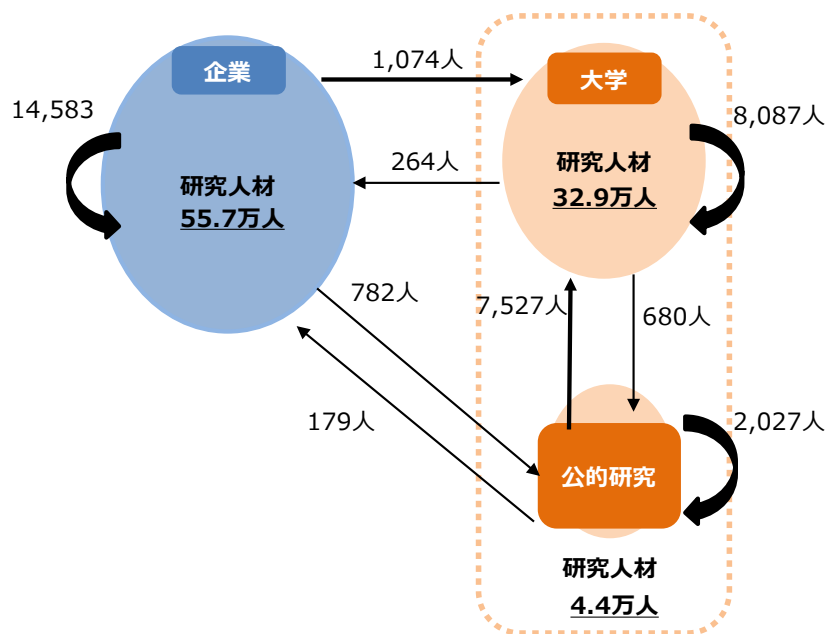 企業
1,074人
大学
14,583
8,087人
264人
研究人材
55.7万人
研究人材
32.9万人
782人
7,527人
680人
179人
2,027人
公的研究
研究人材
4.4万人